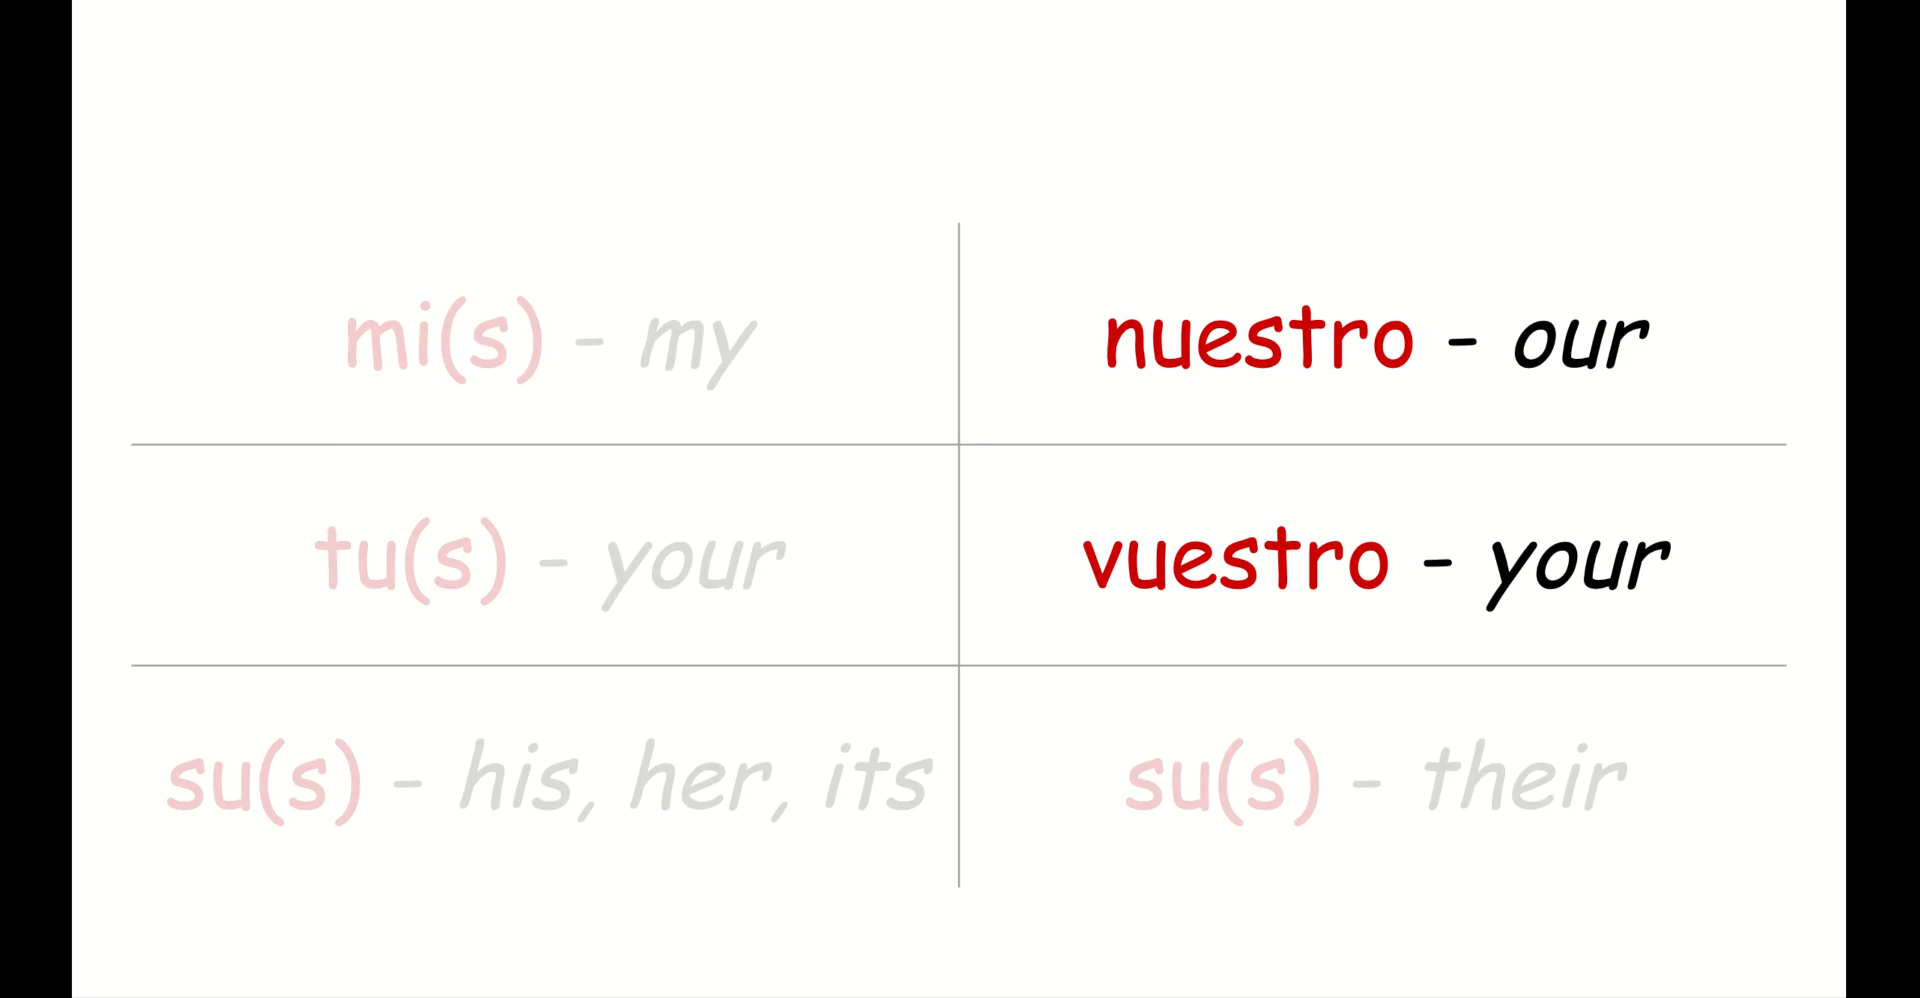 mi(s) - my
nuestro - our
tu(s) - your
vuestro - your
su(s) - his, her, its
su(s) - their